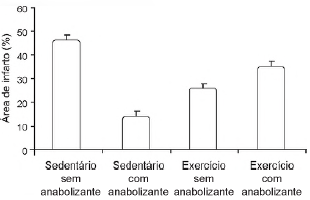 60
50
40
30
20
10
0
Área de infarto (%)
Sedentário sem anabolizante
Sedentário com anabolizante
Exercício sem anabolizante
Exercício com anabolizante